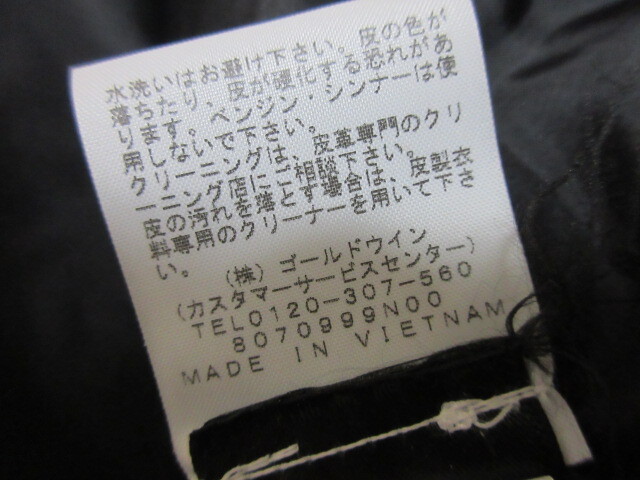 水洗いはお避け下さい。皮の色が
落ちたり、皮が硬化する恐れがあ
ります。ベンジン・シンナーは使
用しないで下さい。
クリーニングは、皮革専門のクリ
ーニング店にご相談下さい。
皮の汚れを落とす場合は、皮製衣
料専用のクリーナーを用いて下さ
い。
(株)ゴールドウイン
(カスタマーサービスセンター)
TEL0120-307-560
8070999N00
MADE IN VIETNAM